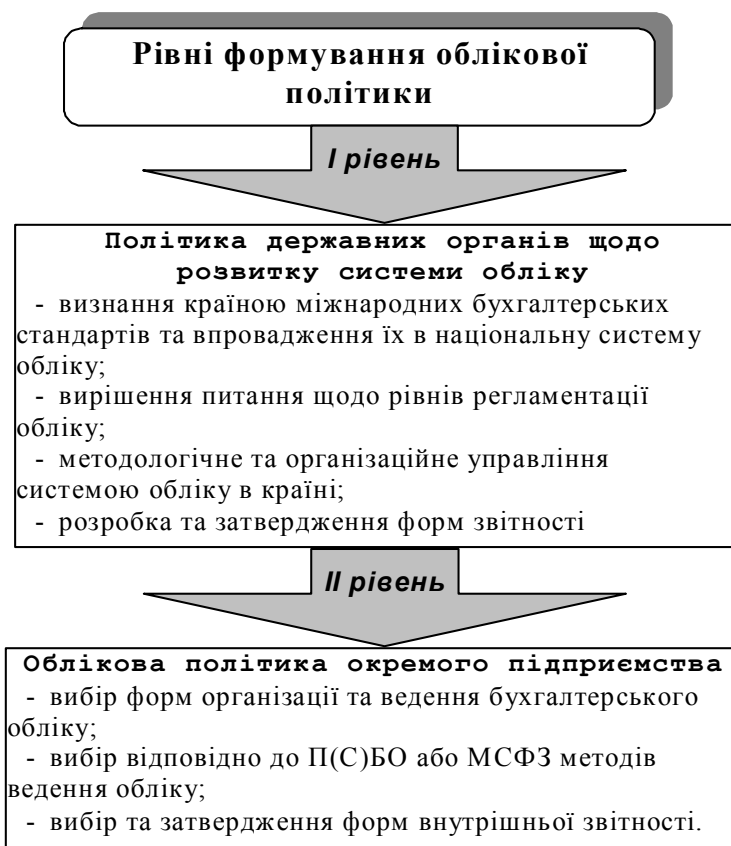 Рівні формування облікової
політики
І рівень
Політика державних органів щодо
розвитку системи обліку
- визнання країною міжнародних бухгалтерських
стандартів та впровадження їх в національну систему
обліку;
- вирішення питання щодо рівнів регламентації
обліку;
- методологічне та організаційне управління
системою обліку в країні;
- розробка та затвердження форм звітності
ІІ рівень
Облікова політика окремого підприємства
- вибір форм організації та ведення бухгалтерського
обліку;
- вибір відповідно до П(С)БО або МСФЗ методів
ведення обліку;
- вибір та затвердження форм внутрішньої звітності.